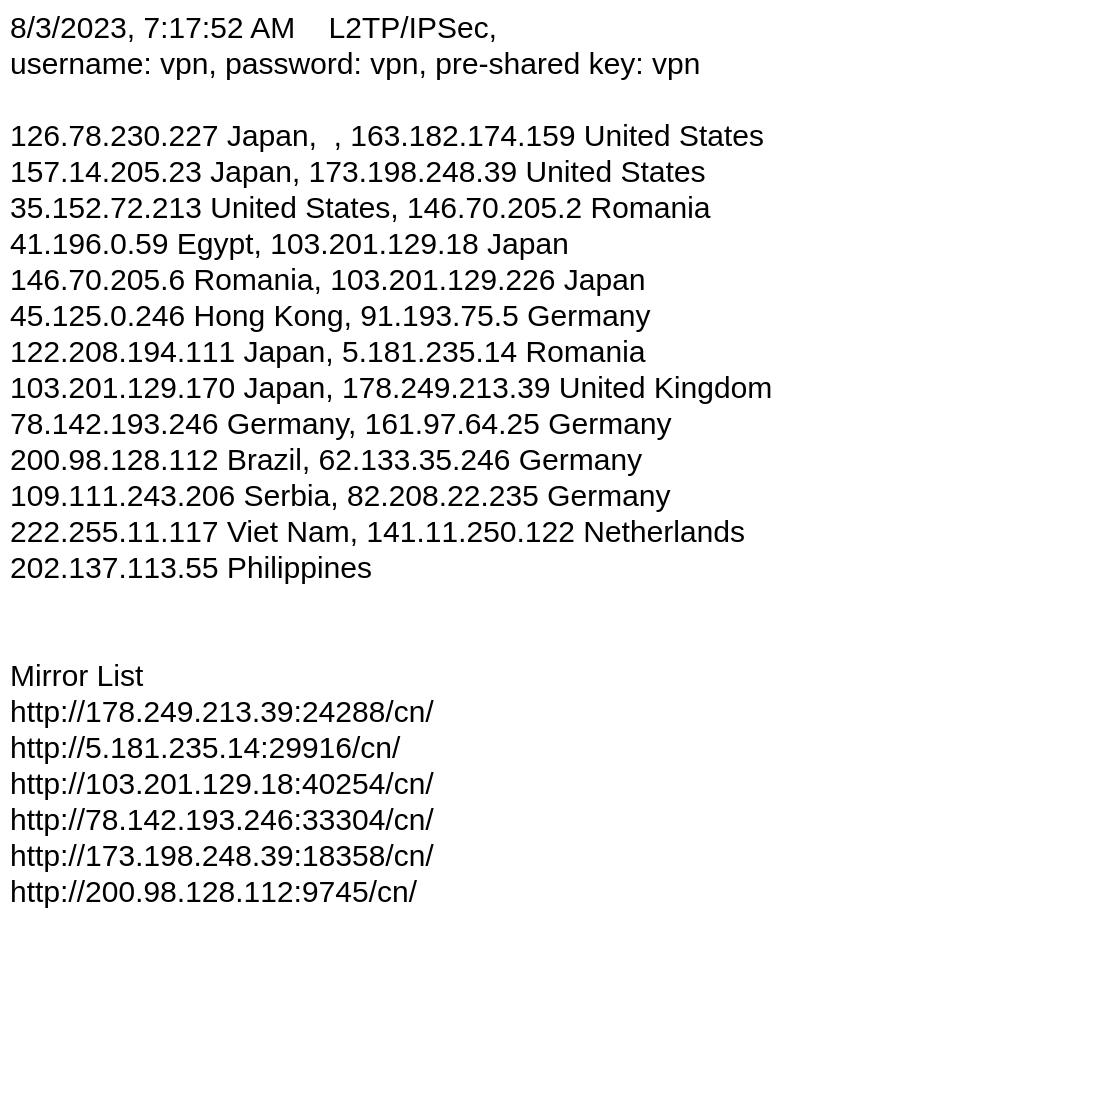 8/3/2023, 7:17:52 AM    L2TP/IPSec,
username: vpn, password: vpn, pre-shared key: vpn
126.78.230.227 Japan,  , 163.182.174.159 United States
157.14.205.23 Japan, 173.198.248.39 United States
35.152.72.213 United States, 146.70.205.2 Romania
41.196.0.59 Egypt, 103.201.129.18 Japan
146.70.205.6 Romania, 103.201.129.226 Japan
45.125.0.246 Hong Kong, 91.193.75.5 Germany
122.208.194.111 Japan, 5.181.235.14 Romania
103.201.129.170 Japan, 178.249.213.39 United Kingdom
78.142.193.246 Germany, 161.97.64.25 Germany
200.98.128.112 Brazil, 62.133.35.246 Germany
109.111.243.206 Serbia, 82.208.22.235 Germany
222.255.11.117 Viet Nam, 141.11.250.122 Netherlands
202.137.113.55 Philippines
Mirror List
http://178.249.213.39:24288/cn/
http://5.181.235.14:29916/cn/
http://103.201.129.18:40254/cn/
http://78.142.193.246:33304/cn/
http://173.198.248.39:18358/cn/
http://200.98.128.112:9745/cn/